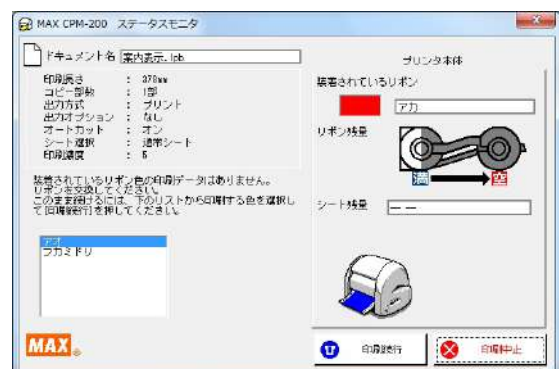 MAX CPM-200 ステータスモニタ
ドキュメント名 案内表示.lpb
印刷長さ : 379mm
コピー部数 : 1部
出力方式 : プリント
出力オプション : なし
オートカット : オン
シート選択 : 通常シート
印刷濃度 : 5
装着されているリボン色の印刷データはありません。
リボンを交換してください。
このまま続けるには、下のリストから印刷する色を選択し
て[印刷続行]を押してください。
アオ
フカミドリ
MAX
プリンタ本体
装着されているリボン
アカ
リボン残量
満 空
シート残量 -- --
印刷続行
印刷中止